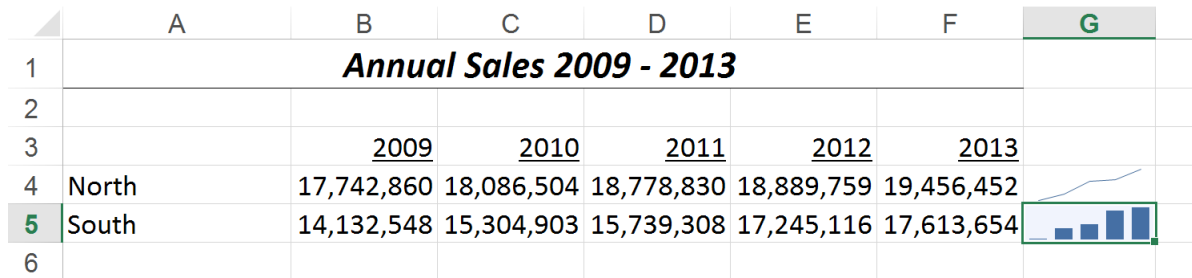 A B C D E F G
1 Annual Sales 2009 - 2013
2
3 2009 2010 2011 2012 2013
4 North 17,742,860 18,086,504 18,778,830 18,889,759 19,456,452
5 South 14,132,548 15,304,903 15,739,308 17,245,116 17,613,654
6